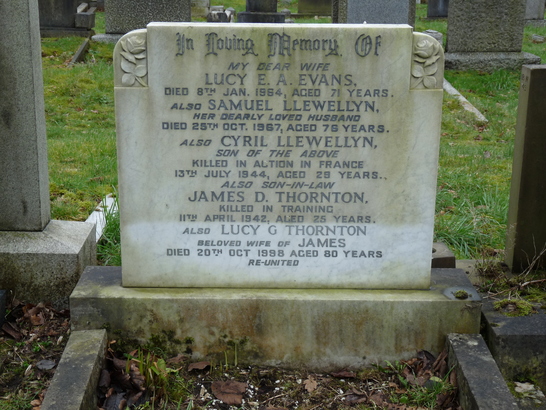 In Loving Memory Of
MY DEAR WIFE
LUCY E. A. EVANS,
DIED 8TH JAN. 1964, AGED 71 YEARS.
ALSO SAMUEL LLEWELLYN,
HER DEARLY LOVED HUSBAND
DIED 25TH OCT. 1967, AGED 75 YEARS.
ALSO CYRIL LLEWELLYN,
SON OF THE ABOVE
KILLED IN ACTION IN FRANCE
13TH JULY 1944, AGED 29 YEARS.,
ALSO SON-IN-LAW
JAMES D. THORNTON.
KILLED IN TRAINING
11TH APRIL 1942, AGED 25 YEARS.
ALSO LUCY G THORNTON
BELOVED WIFE OF JAMES
DIED 20TH OCT 1998 AGED 80 YEARS
RE-UNITED